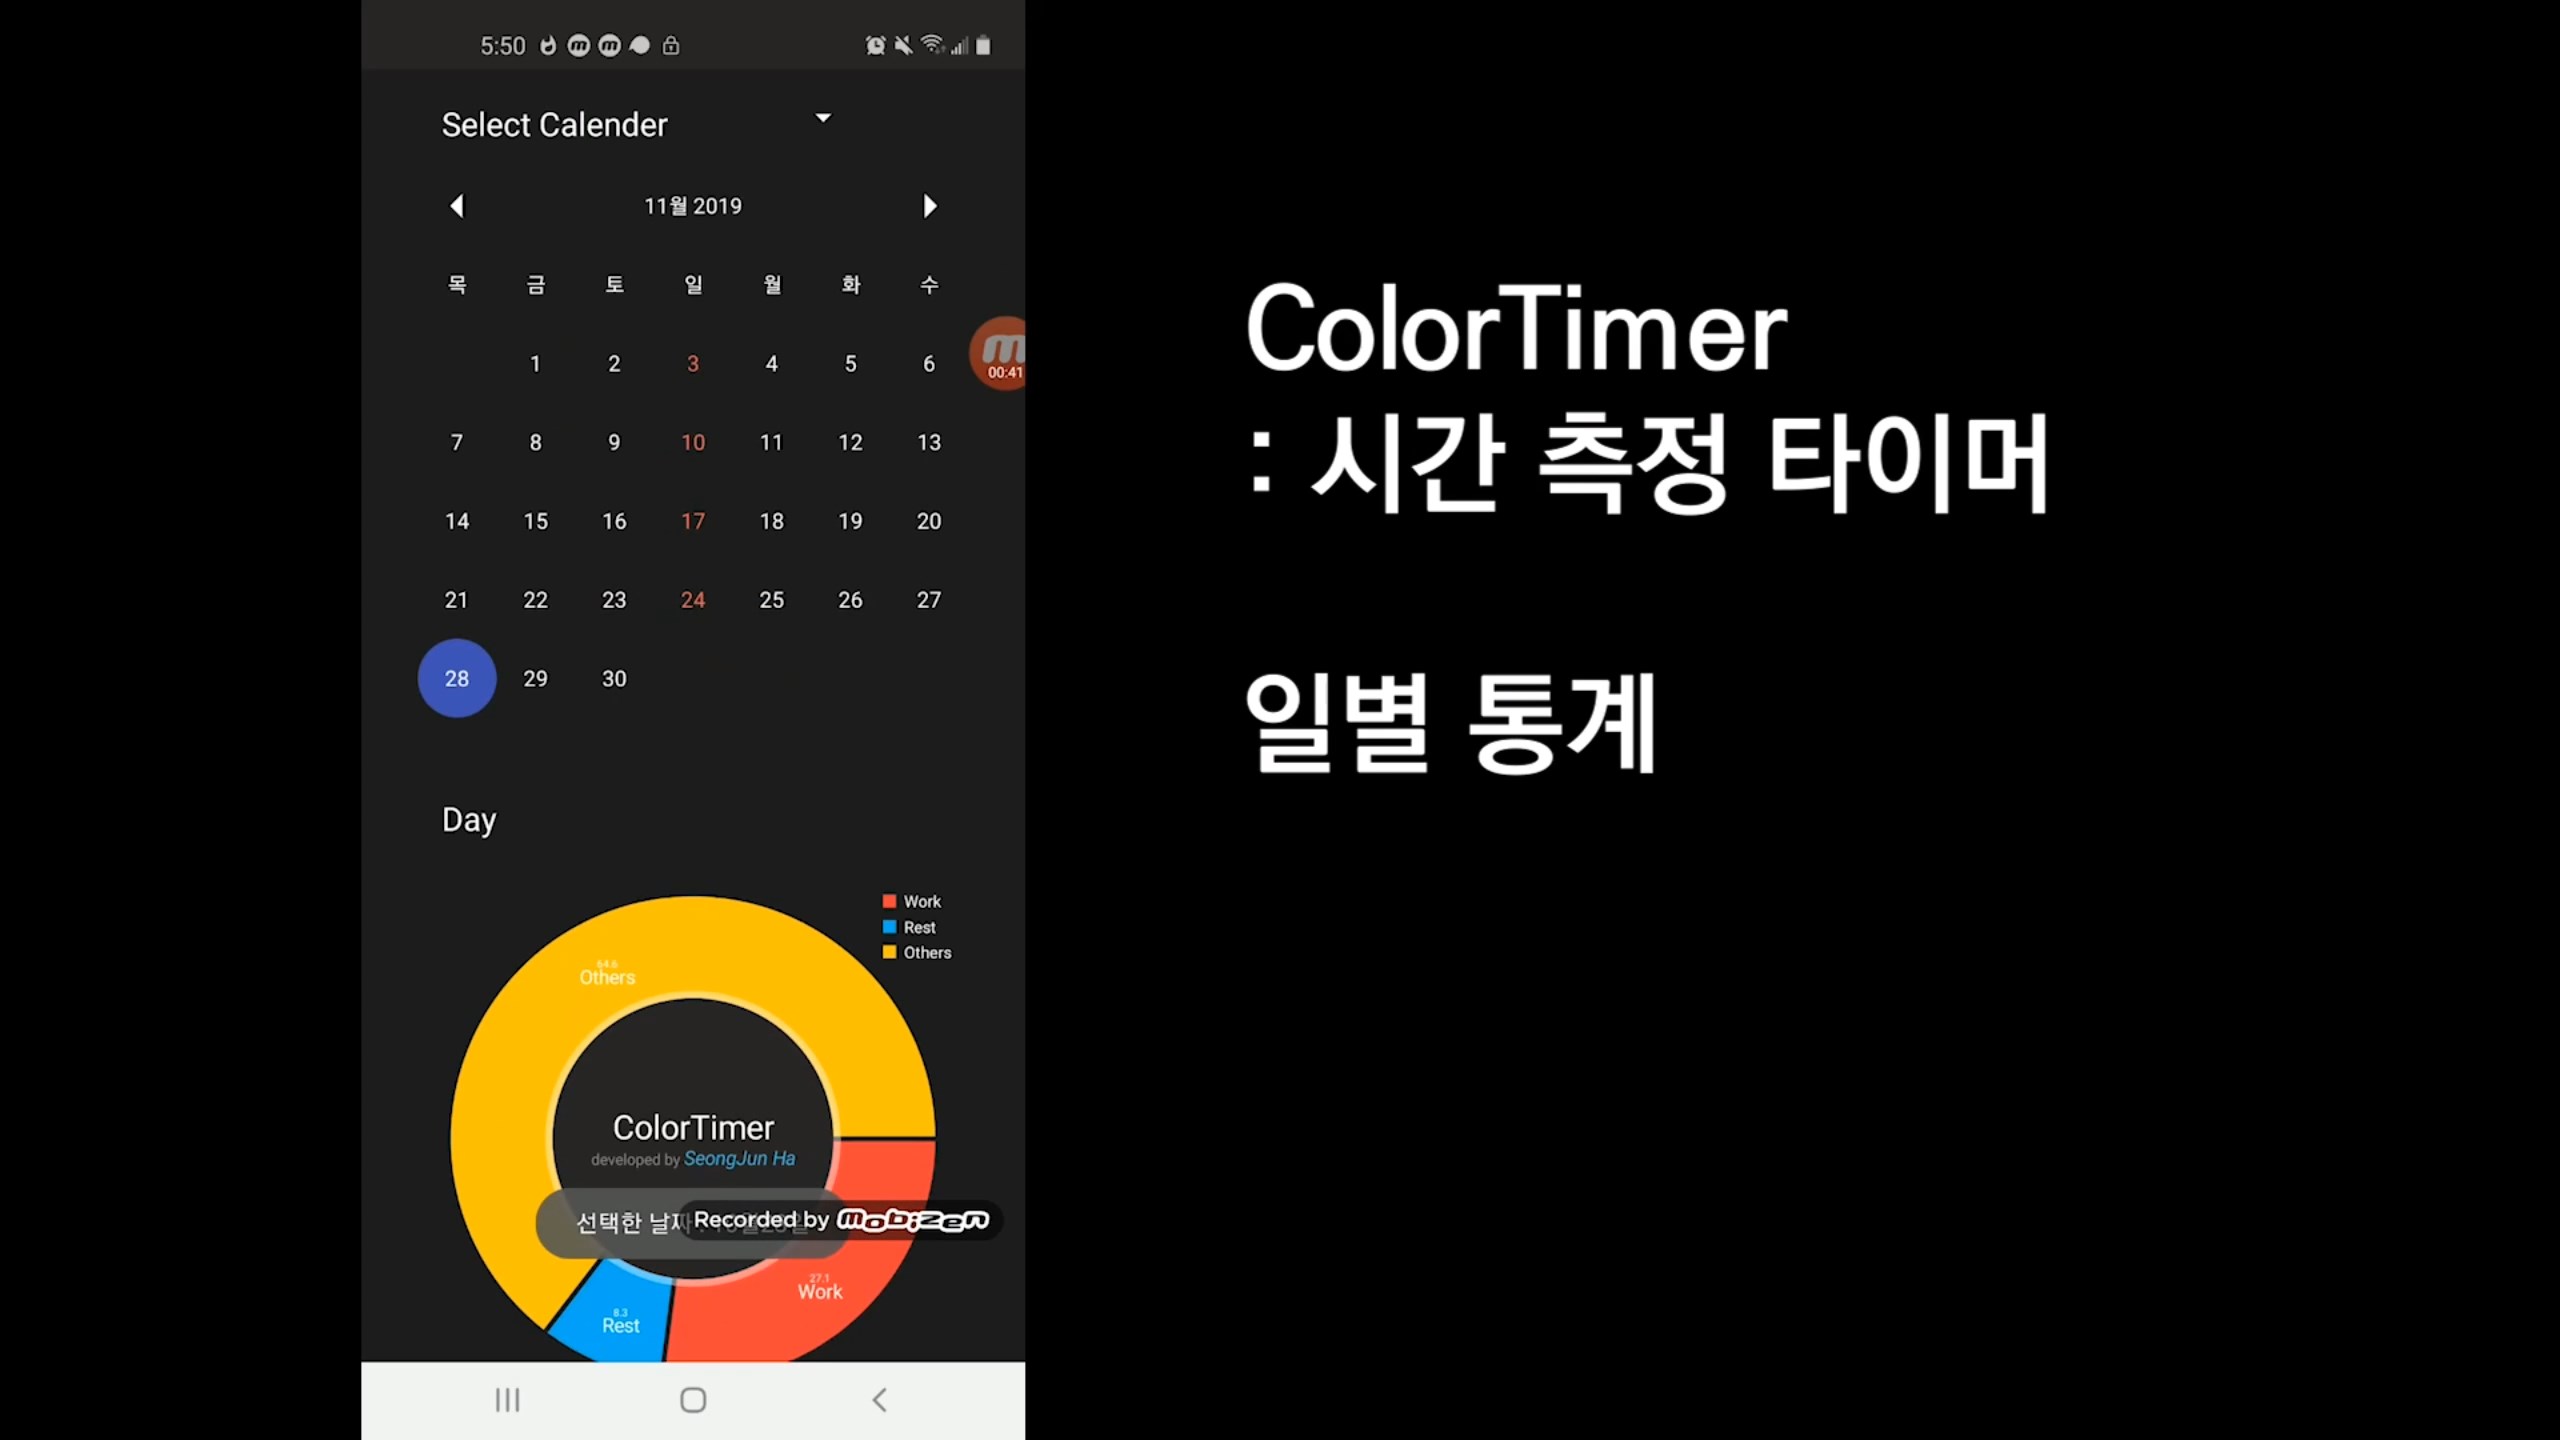 5:50
Select Calender
11월 2019
목 금 토 일 월 화 수
1 2 3 4 5 6
00:41
7 8 9 10 11 12 13
14 15 16 17 18 19 20
21 22 23 24 25 26 27
28 29 30
Day
Work
Rest
Others
64.6
Others
ColorTimer
developed by SeongJun Ha
선택한 날짜
Recorded by mobizen
27.1
Work
8.3
Rest
ColorTimer
: 시간 측정 타이머
일별 통계